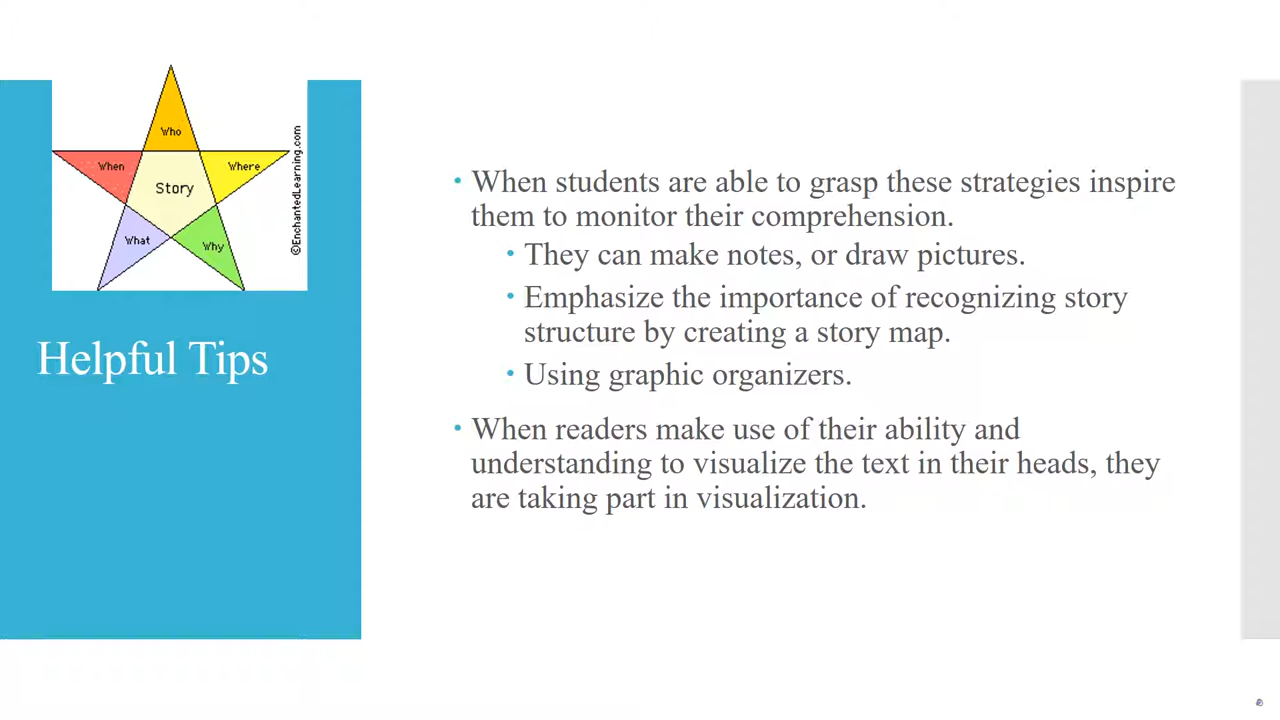 Who
When
Where
Story
What
Why
©EnchantedLearning.com
Helpful Tips
• When students are able to grasp these strategies inspire
them to monitor their comprehension.
• They can make notes, or draw pictures.
• Emphasize the importance of recognizing story
structure by creating a story map.
• Using graphic organizers.
• When readers make use of their ability and
understanding to visualize the text in their heads, they
are taking part in visualization.